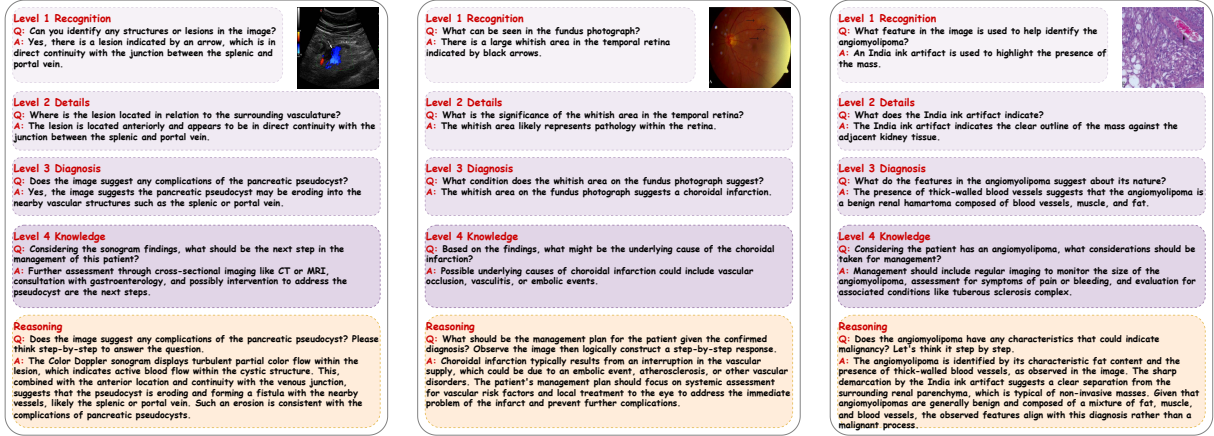 Level 1 Recognition
Q: Can you identify any structures or lesions in the image?
A: Yes, there is a lesion indicated by an arrow, which is in
direct continuity with the junction between the splenic and
portal vein.
Level 2 Details
Q: Where is the lesion located in relation to the surrounding vasculature?
A: The lesion is located anteriorly and appears to be in direct continuity with the
junction between the splenic and portal vein.
Level 3 Diagnosis
Q: Does the image suggest any complications of the pancreatic pseudocyst?
A: Yes, the image suggests the pancreatic pseudocyst may be eroding into the
nearby vascular structures such as the splenic or portal vein.
Level 4 Knowledge
Q: Considering the sonogram findings, what should be the next step in the
management of this patient?
A: Further assessment through cross-sectional imaging like CT or MRI,
consultation with gastroenterology, and possibly intervention to address the
pseudocyst are the next steps.
Reasoning
Q: Does the image suggest any complications of the pancreatic pseudocyst? Please
think step-by-step to answer the question.
A: The Color Doppler sonogram displays turbulent partial color flow within the
lesion, which indicates active blood flow within the cystic structure. This,
combined with the anterior location and continuity with the venous junction,
suggests that the pseudocyst is eroding and forming a fistula with the nearby
vessels, likely the splenic or portal vein. Such an erosion is consistent with the
complications of pancreatic pseudocysts.
Level 1 Recognition
Q: What can be seen in the fundus photograph?
A: There is a large whitish area in the temporal retina
indicated by black arrows.
Level 2 Details
Q: What is the significance of the whitish area in the temporal retina?
A: The whitish area likely represents pathology within the retina.
Level 3 Diagnosis
Q: What condition does the whitish area on the fundus photograph suggest?
A: The whitish area on the fundus photograph suggests a choroidal infarction.
Level 4 Knowledge
Q: Based on the findings, what might be the underlying cause of the choroidal
infarction?
A: Possible underlying causes of choroidal infarction could include vascular
occlusion, vasculitis, or embolic events.
Reasoning
Q: What should be the management plan for the patient given the confirmed
diagnosis? Observe the image then logically construct a step-by-step response.
A: Choroidal infarction typically results from an interruption in the vascular
supply, which could be due to an embolic event, atherosclerosis, or other vascular
disorders. The patient's management plan should focus on systemic assessment
for vascular risk factors and local treatment to the eye to address the immediate
problem of the infarct and prevent further complications.
Level 1 Recognition
Q: What feature in the image is used to help identify the
angiomyolipoma?
A: An India ink artifact is used to highlight the presence of
the mass.
Level 2 Details
Q: What does the India ink artifact indicate?
A: The India ink artifact indicates the clear outline of the mass against the
adjacent kidney tissue.
Level 3 Diagnosis
Q: What do the features in the angiomyolipoma suggest about its nature?
A: The presence of thick-walled blood vessels suggests that the angiomyolipoma is
a benign renal hamartoma composed of blood vessels, muscle, and fat.
Level 4 Knowledge
Q: Considering the patient has an angiomyolipoma, what considerations should be
taken for management?
A: Management should include regular imaging to monitor the size of the
angiomyolipoma, assessment for symptoms of pain or bleeding, and evaluation for
associated conditions like tuberous sclerosis complex.
Reasoning
Q: Does the angiomyolipoma have any characteristics that could indicate
malignancy? Let's think it step by step.
A: The angiomyolipoma is identified by its characteristic fat content and the
presence of thick-walled blood vessels, as observed in the image. The sharp
demarcation by the India ink artifact suggests a clear separation from the
surrounding renal parenchyma, which is typical of non-invasive masses. Given that
angiomyolipomas are generally benign and composed of a mixture of fat, muscle,
and blood vessels, the observed features align with this diagnosis rather than a
malignant process.